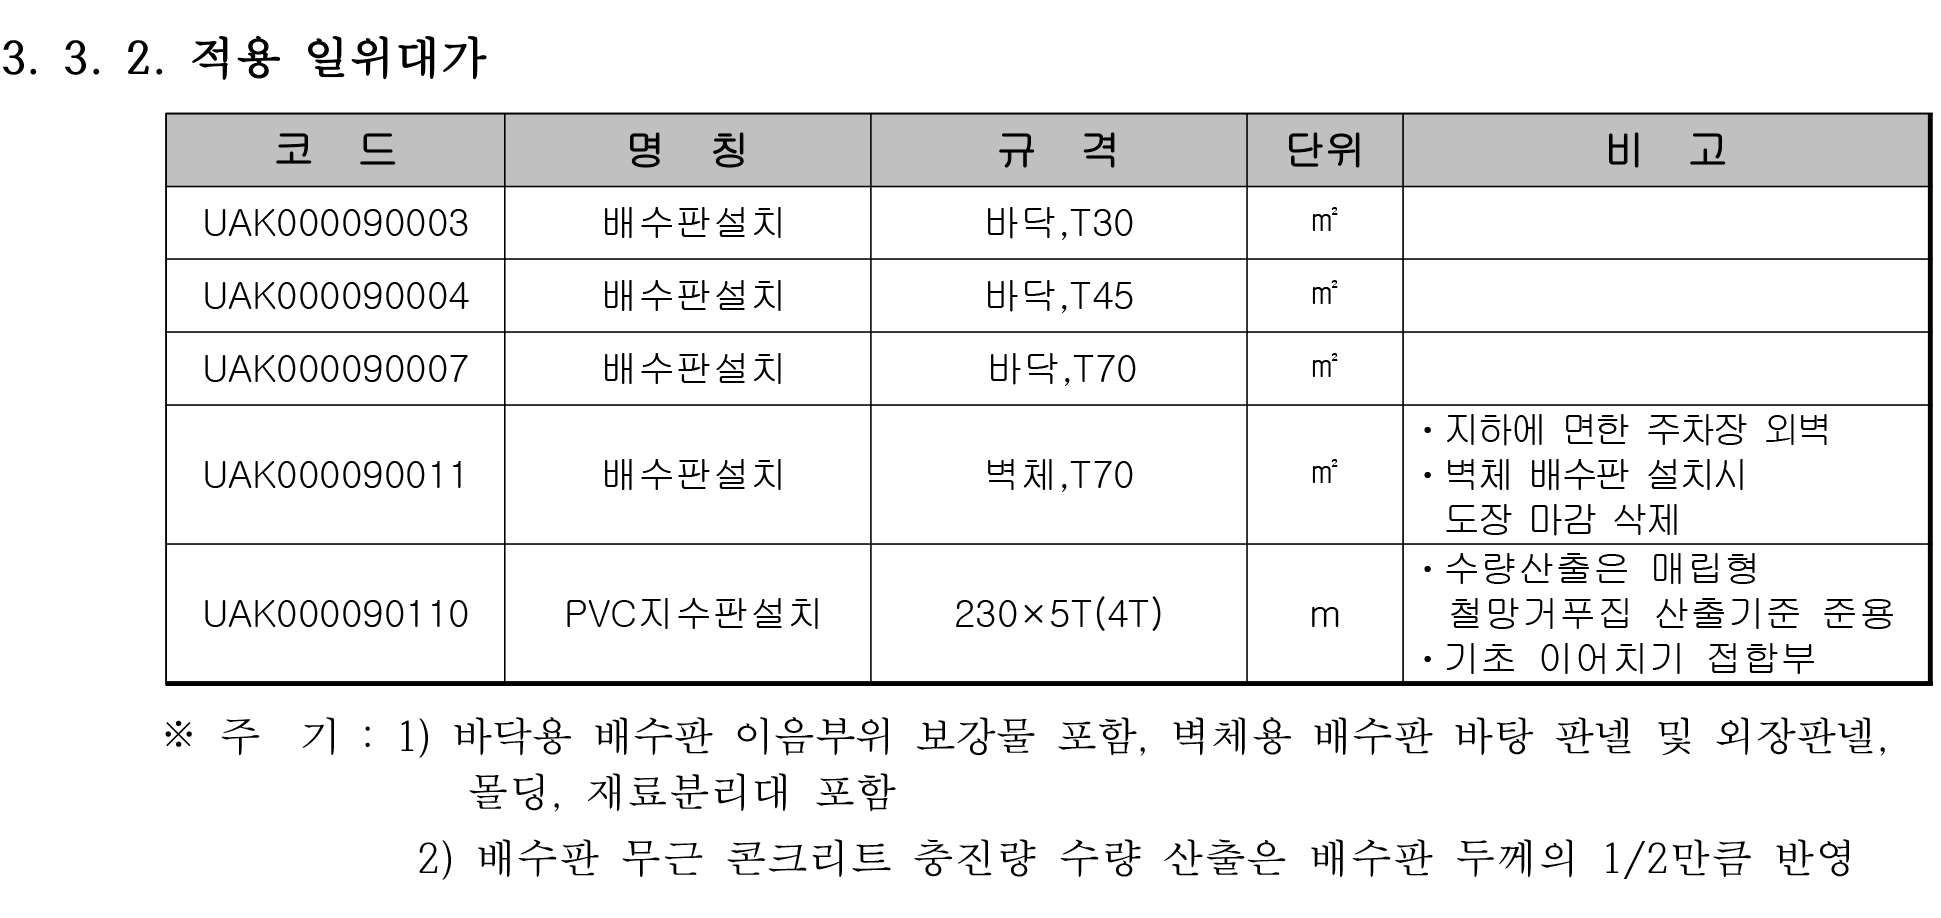 3. 3. 2. 적용 일위대가
코 드 명 칭 규 격 단위 비 고
UAK000090003 배수판설치 바닥,T30 ㎡
UAK000090004 배수판설치 바닥,T45 ㎡
UAK000090007 배수판설치 바닥,T70 ㎡
UAK000090011 배수판설치 벽체,T70 ㎡
・지하에 면한 주차장 외벽
・벽체 배수판 설치시
도장 마감 삭제
UAK000090110 PVC지수판설치 230×5T(4T) m
・수량산출은 매립형
철망거푸집 산출기준 준용
・기초 이어치기 접합부
※ 주 기 : 1) 바닥용 배수판 이음부위 보강물 포함, 벽체용 배수판 바탕 판넬 및 외장판넬,
몰딩, 재료분리대 포함
2) 배수판 무근 콘크리트 충진량 수량 산출은 배수판 두께의 1/2만큼 반영